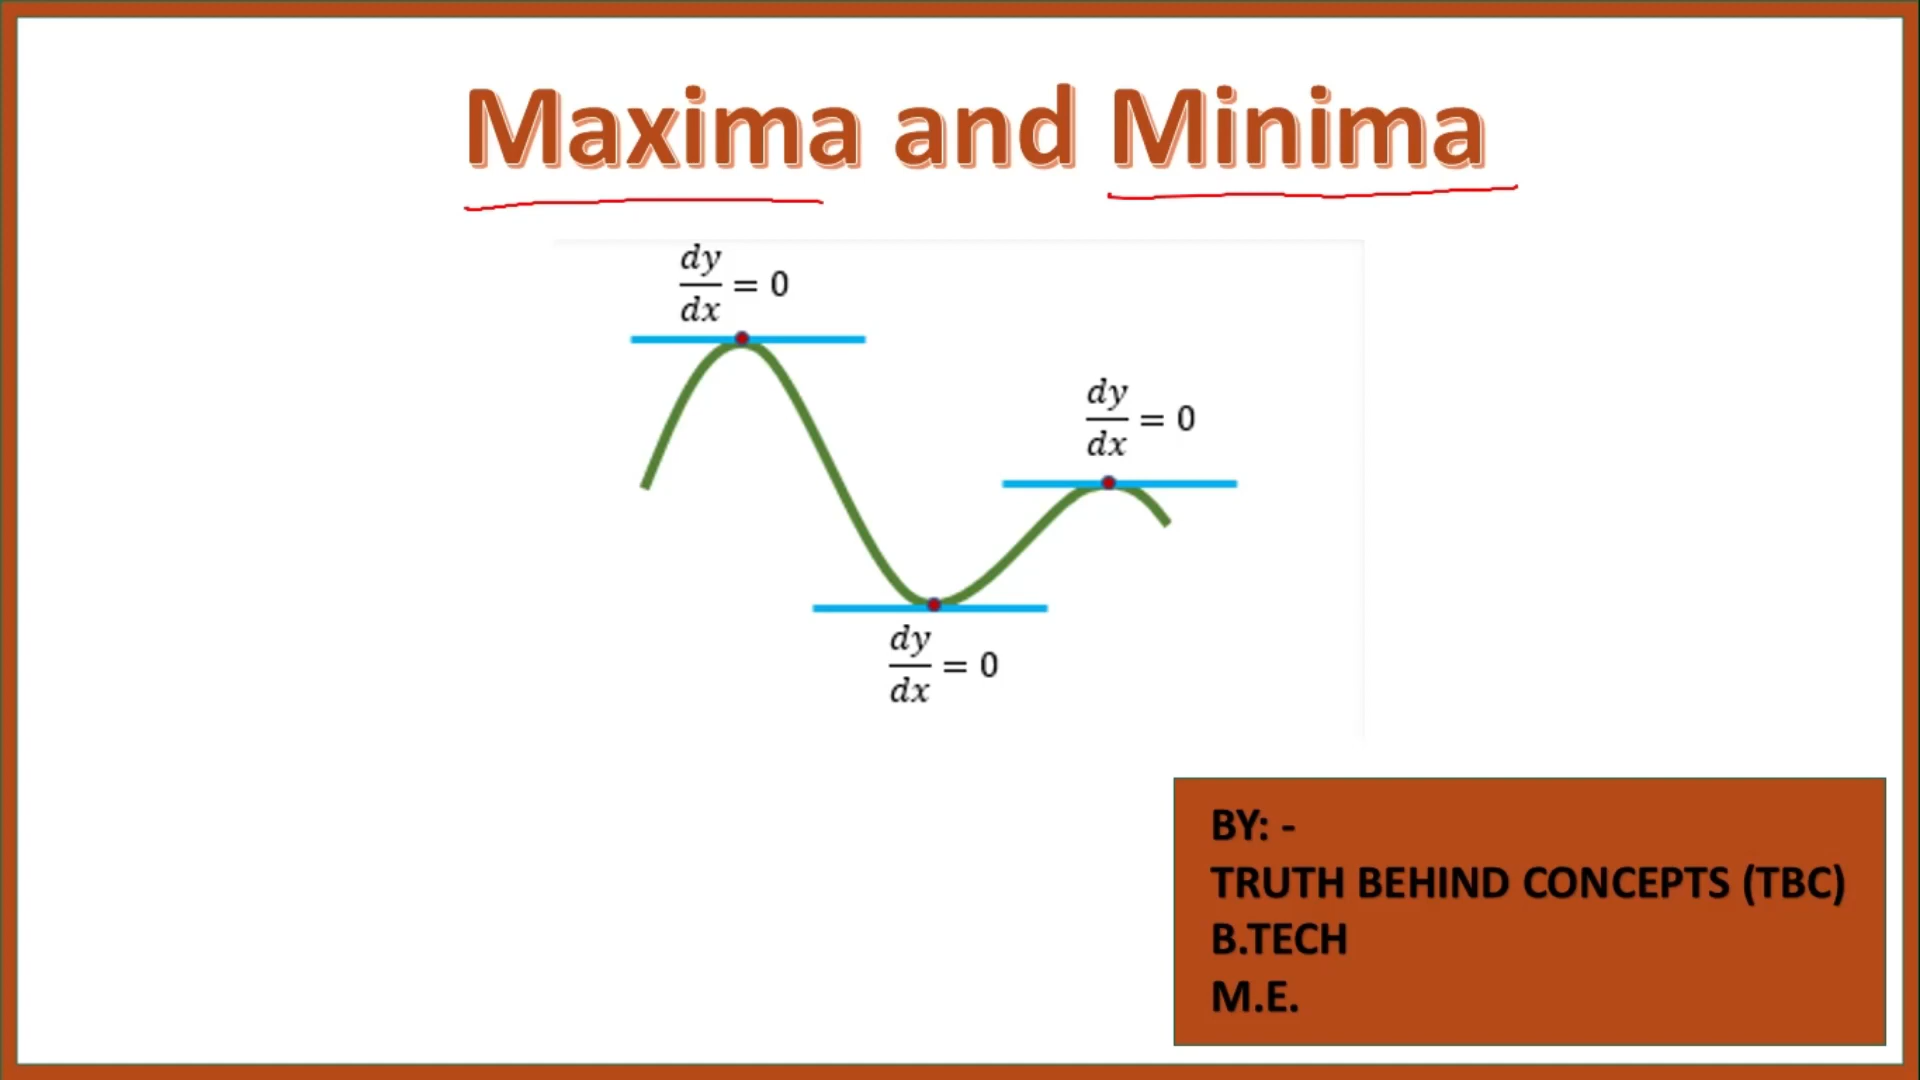 Maxima and Minima
dy/dx = 0
dy/dx = 0
dy/dx = 0
BY: -
TRUTH BEHIND CONCEPTS (TBC)
B.TECH
M.E.